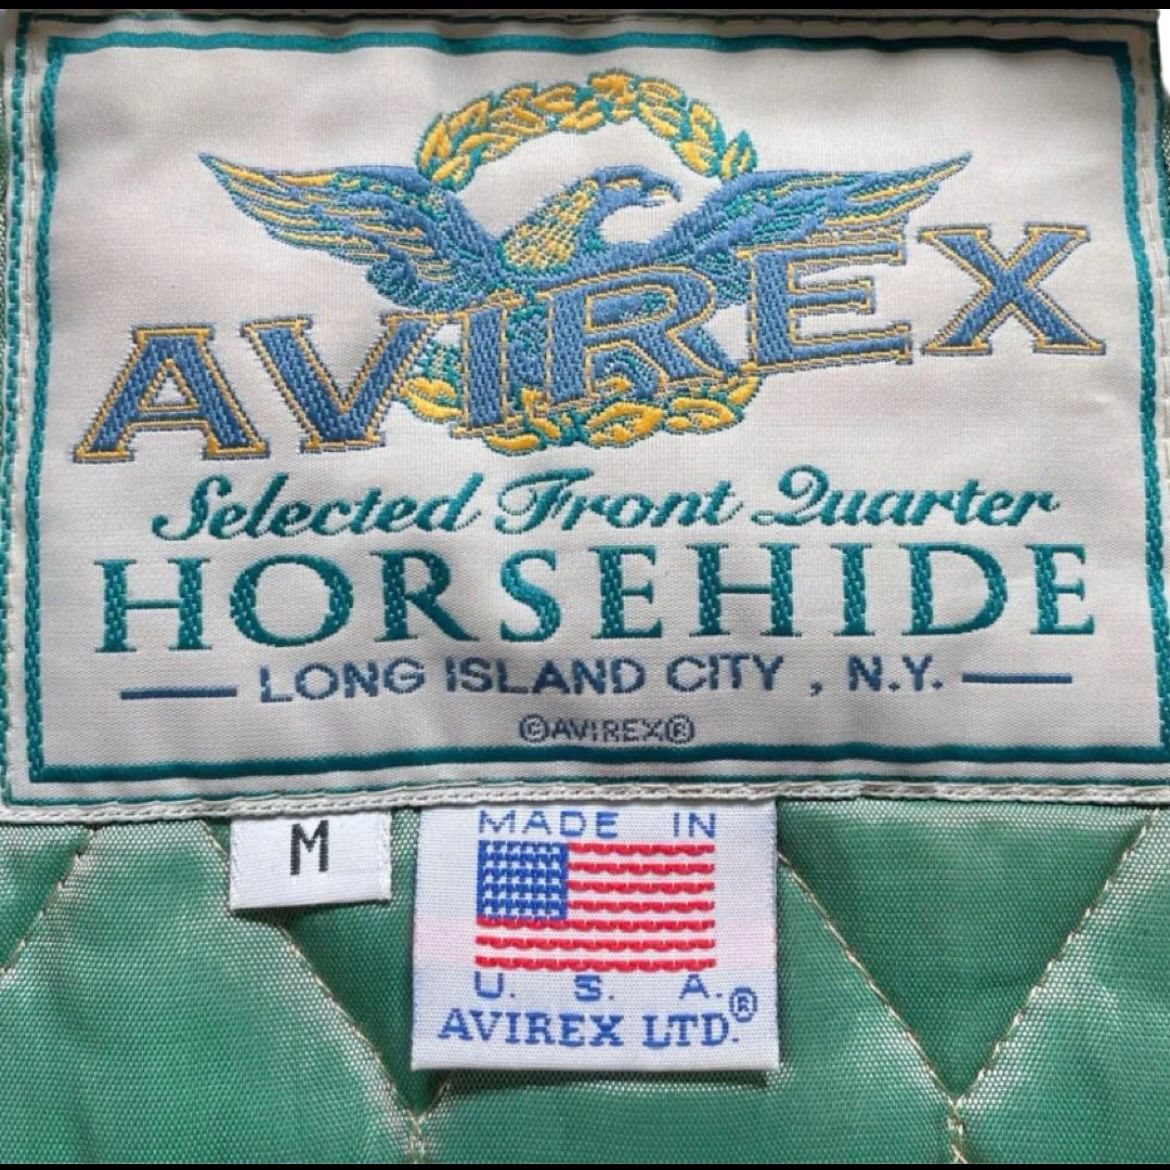 AVIREX
Selected Front Quarter
HORSEHIDE
LONG ISLAND CITY, N.Y.
©AVIREX®
M
MADE IN
U. S. A.
AVIREX LTD.®